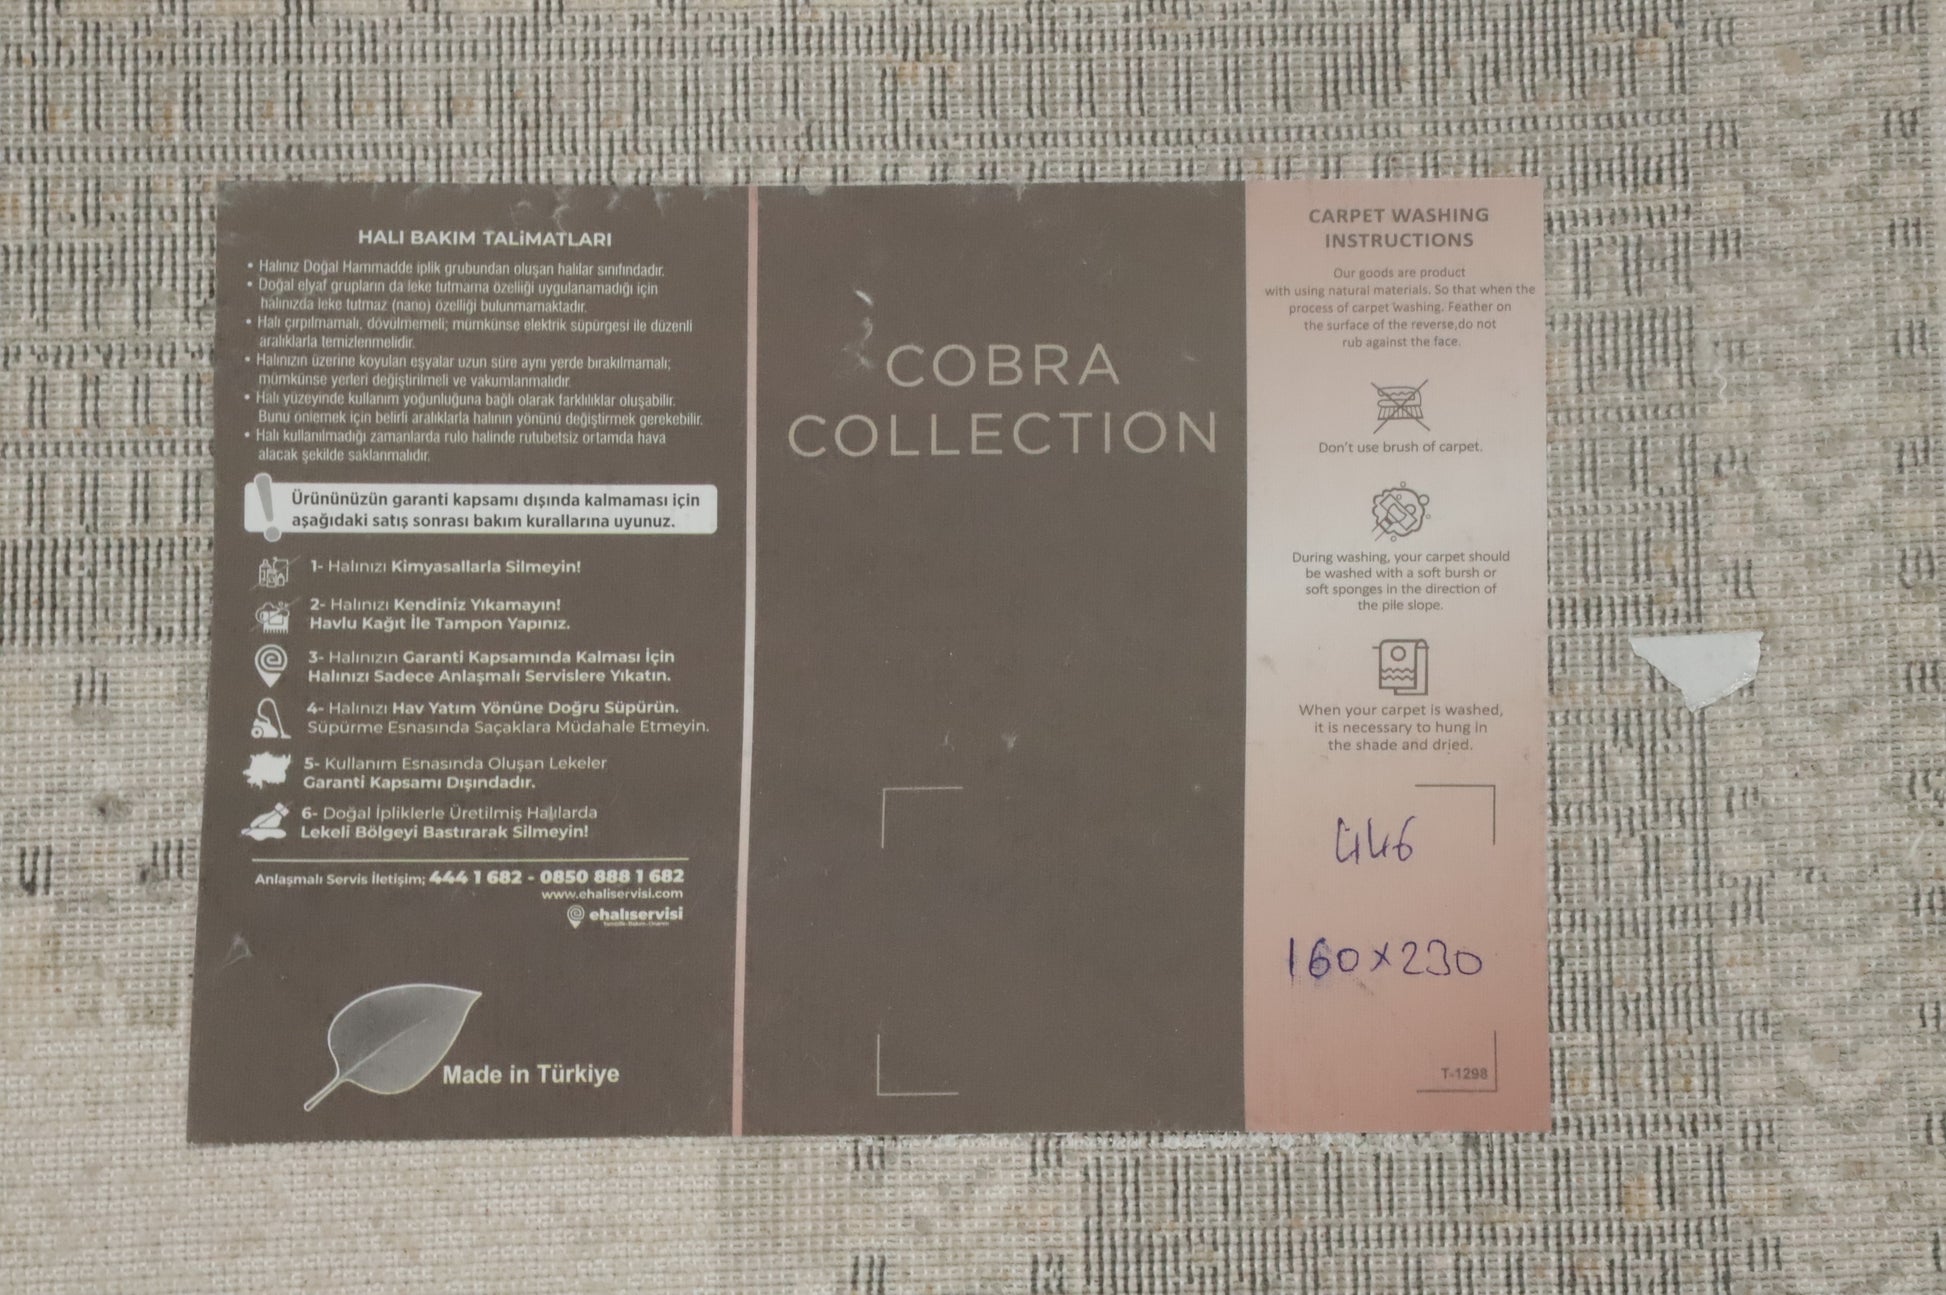 HALI BAKIM TALİMATLARI
• Halınız Doğal Hammadde iplik grubundan oluşan halılar sınıfındadır.
• Doğal elyaf grupların da leke tutmama özelliği uygulanamadığı için
halınızda leke tutmaz (nano) özelliği bulunmamaktadır.
• Halı çırpılmamalı, dövülmemeli; mümkünse elektrik süpürgesi ile düzenli
aralıklarla temizlenmelidir.
• Halınızın üzerine koyulan eşyalar uzun süre aynı yerde bırakılmamalı;
mümkünse yerleri değiştirilmeli ve vakumlanmalıdır.
• Halı yüzeyinde kullanım yoğunluğuna bağlı olarak farklılıklar oluşabilir.
Bunu önlemek için belirli aralıklarla halının yönünü değiştirmek gerekebilir.
• Halı kullanılmadığı zamanlarda rulo halinde rutubetsiz ortamda hava
alacak şekilde saklanmalıdır.
Ürününüzün garanti kapsamı dışında kalmaması için
aşağıdaki satış sonrası bakım kurallarına uyunuz.
1- Halınızı Kimyasallarla Silmeyin!
2- Halınızı Kendiniz Yıkamayın!
Havlu Kağıt İle Tampon Yapınız.
3- Halınızın Garanti Kapsamında Kalması İçin
Halınızı Sadece Anlaşmalı Servislere Yıkatın.
4- Halınızı Hav Yatım Yönüne Doğru Süpürün.
Süpürme Esnasında Saçaklara Müdahale Etmeyin.
5- Kullanım Esnasında Oluşan Lekeler
Garanti Kapsamı Dışındadır.
6- Doğal İpliklerle Üretilmiş Halılarda
Lekeli Bölgeyi Bastırarak Silmeyin!
Anlaşmalı Servis İletişim; 444 1 682 - 0850 888 1 682
www.ehaliservisi.com
ehalıservisi
Made in Türkiye
COBRA
COLLECTION
CARPET WASHING
INSTRUCTIONS
Our goods are product
with using natural materials. So that when the
process of carpet washing. Feather on
the surface of the reverse,do not
rub against the face.
Don't use brush of carpet.
During washing, your carpet should
be washed with a soft bursh or
soft sponges in the direction of
the pile slope.
When your carpet is washed,
it is necessary to hung in
the shade and dried.
446
160x230
T-1298